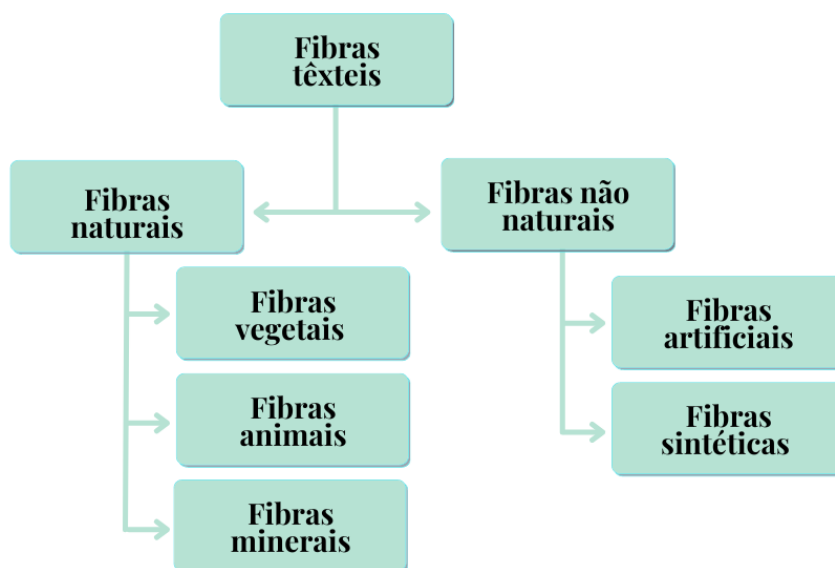 Fibras
têxteis
Fibras
naturais
Fibras não
naturais
Fibras
vegetais
Fibras
animais
Fibras
minerais
Fibras
artificiais
Fibras
sintéticas